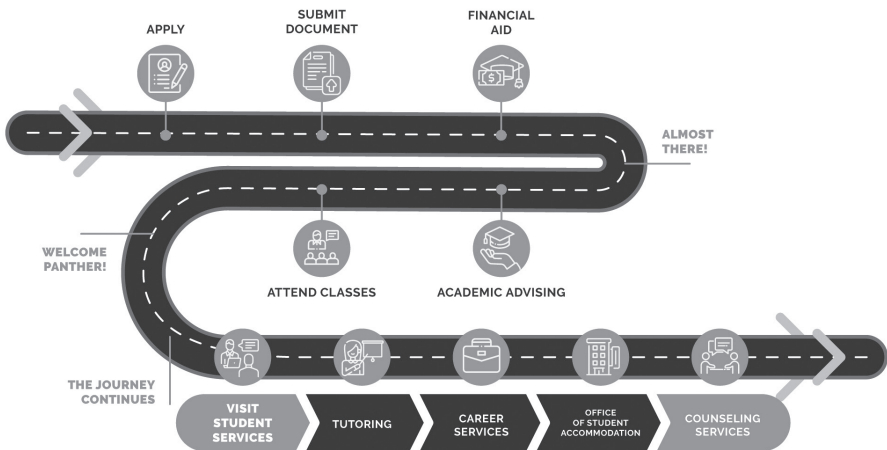 APPLY
SUBMIT
DOCUMENT
FINANCIAL
AID
$
ALMOST
THERE!
WELCOME
PANTHER!
ATTEND CLASSES
ACADEMIC ADVISING
THE JOURNEY
CONTINUES
VISIT
STUDENT
SERVICES
TUTORING
CAREER
SERVICES
OFFICE
OF STUDENT
ACCOMMODATION
COUNSELING
SERVICES